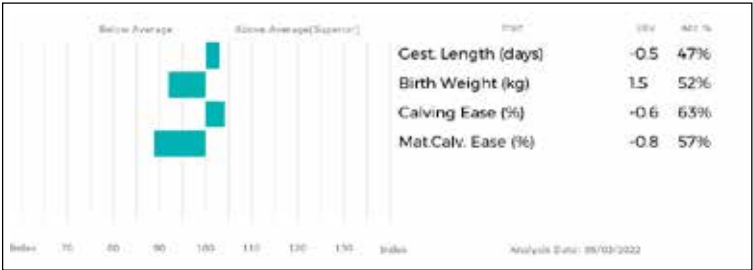 Below Average Above Average(Superior) Trait EBV Acc %
Gest. Length (days) -0.5 47%
Birth Weight (kg) 1.5 52%
Calving Ease (%) -0.6 63%
Mat.Calv. Ease (%) -0.8 57%
Index 70 80 90 100 110 120 130 Index Analysis Date: 09/03/2022